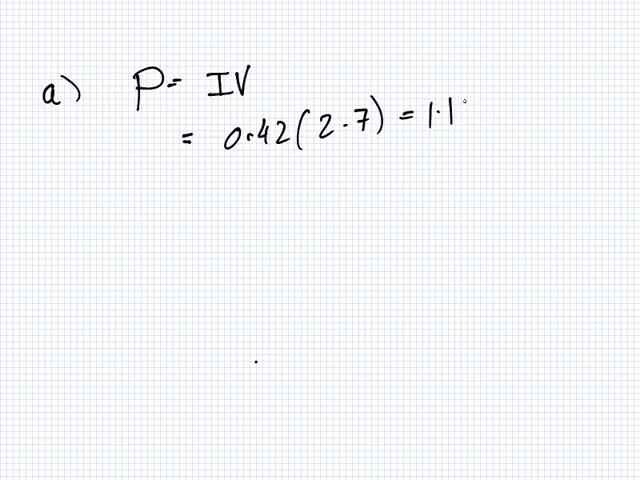 a) P = IV
= 0.42(2.7) = 1.1